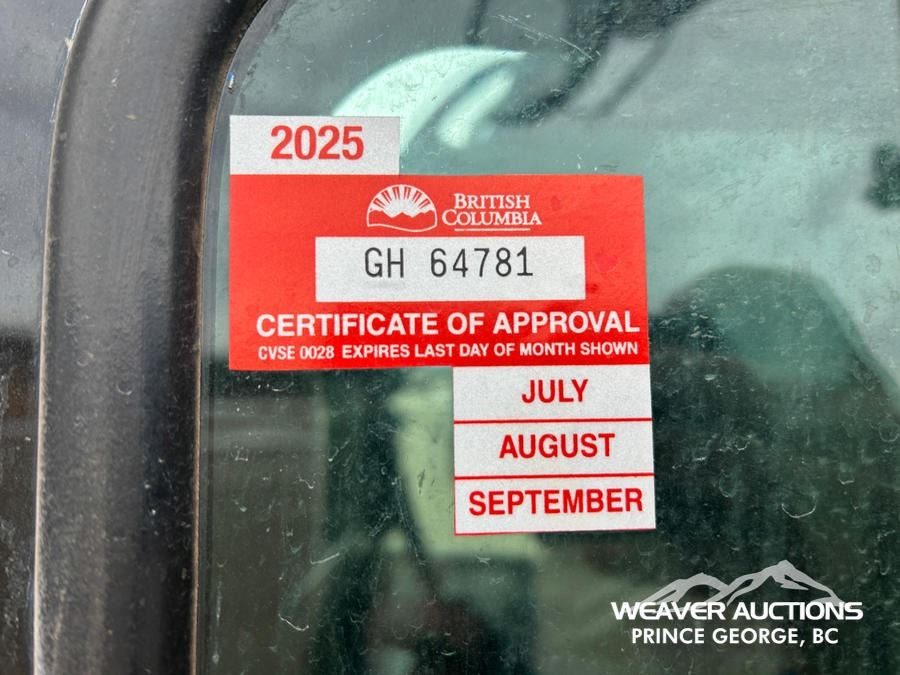 2025
BRITISH
COLUMBIA
GH 64781
CERTIFICATE OF APPROVAL
CVSE 0028 EXPIRES LAST DAY OF MONTH SHOWN
JULY
AUGUST
SEPTEMBER
WEAVER AUCTIONS
PRINCE GEORGE, BC